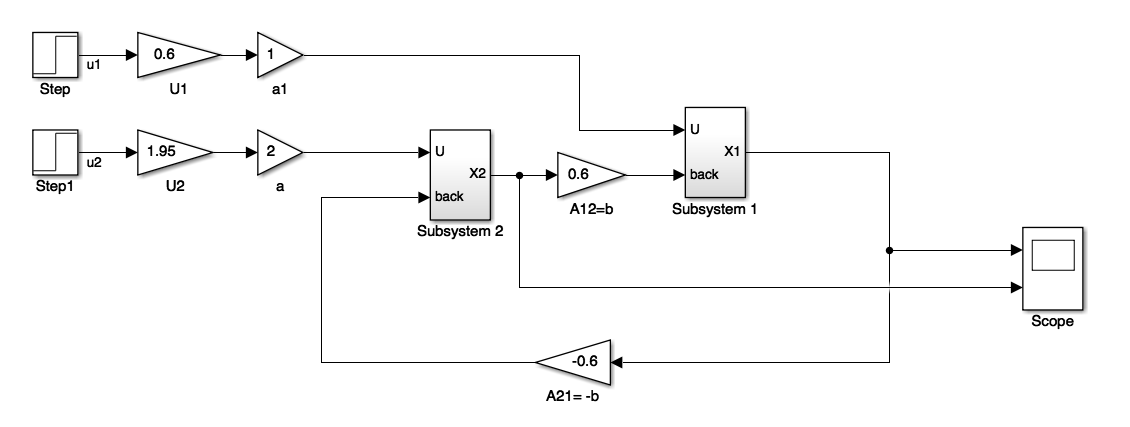 0.6
1
u1
Step
U1
a1
U
X1
back
Subsystem 1
1.95
2
u2
Step1
U2
a
U
X2
back
Subsystem 2
0.6
A12=b
Scope
-0.6
A21= -b